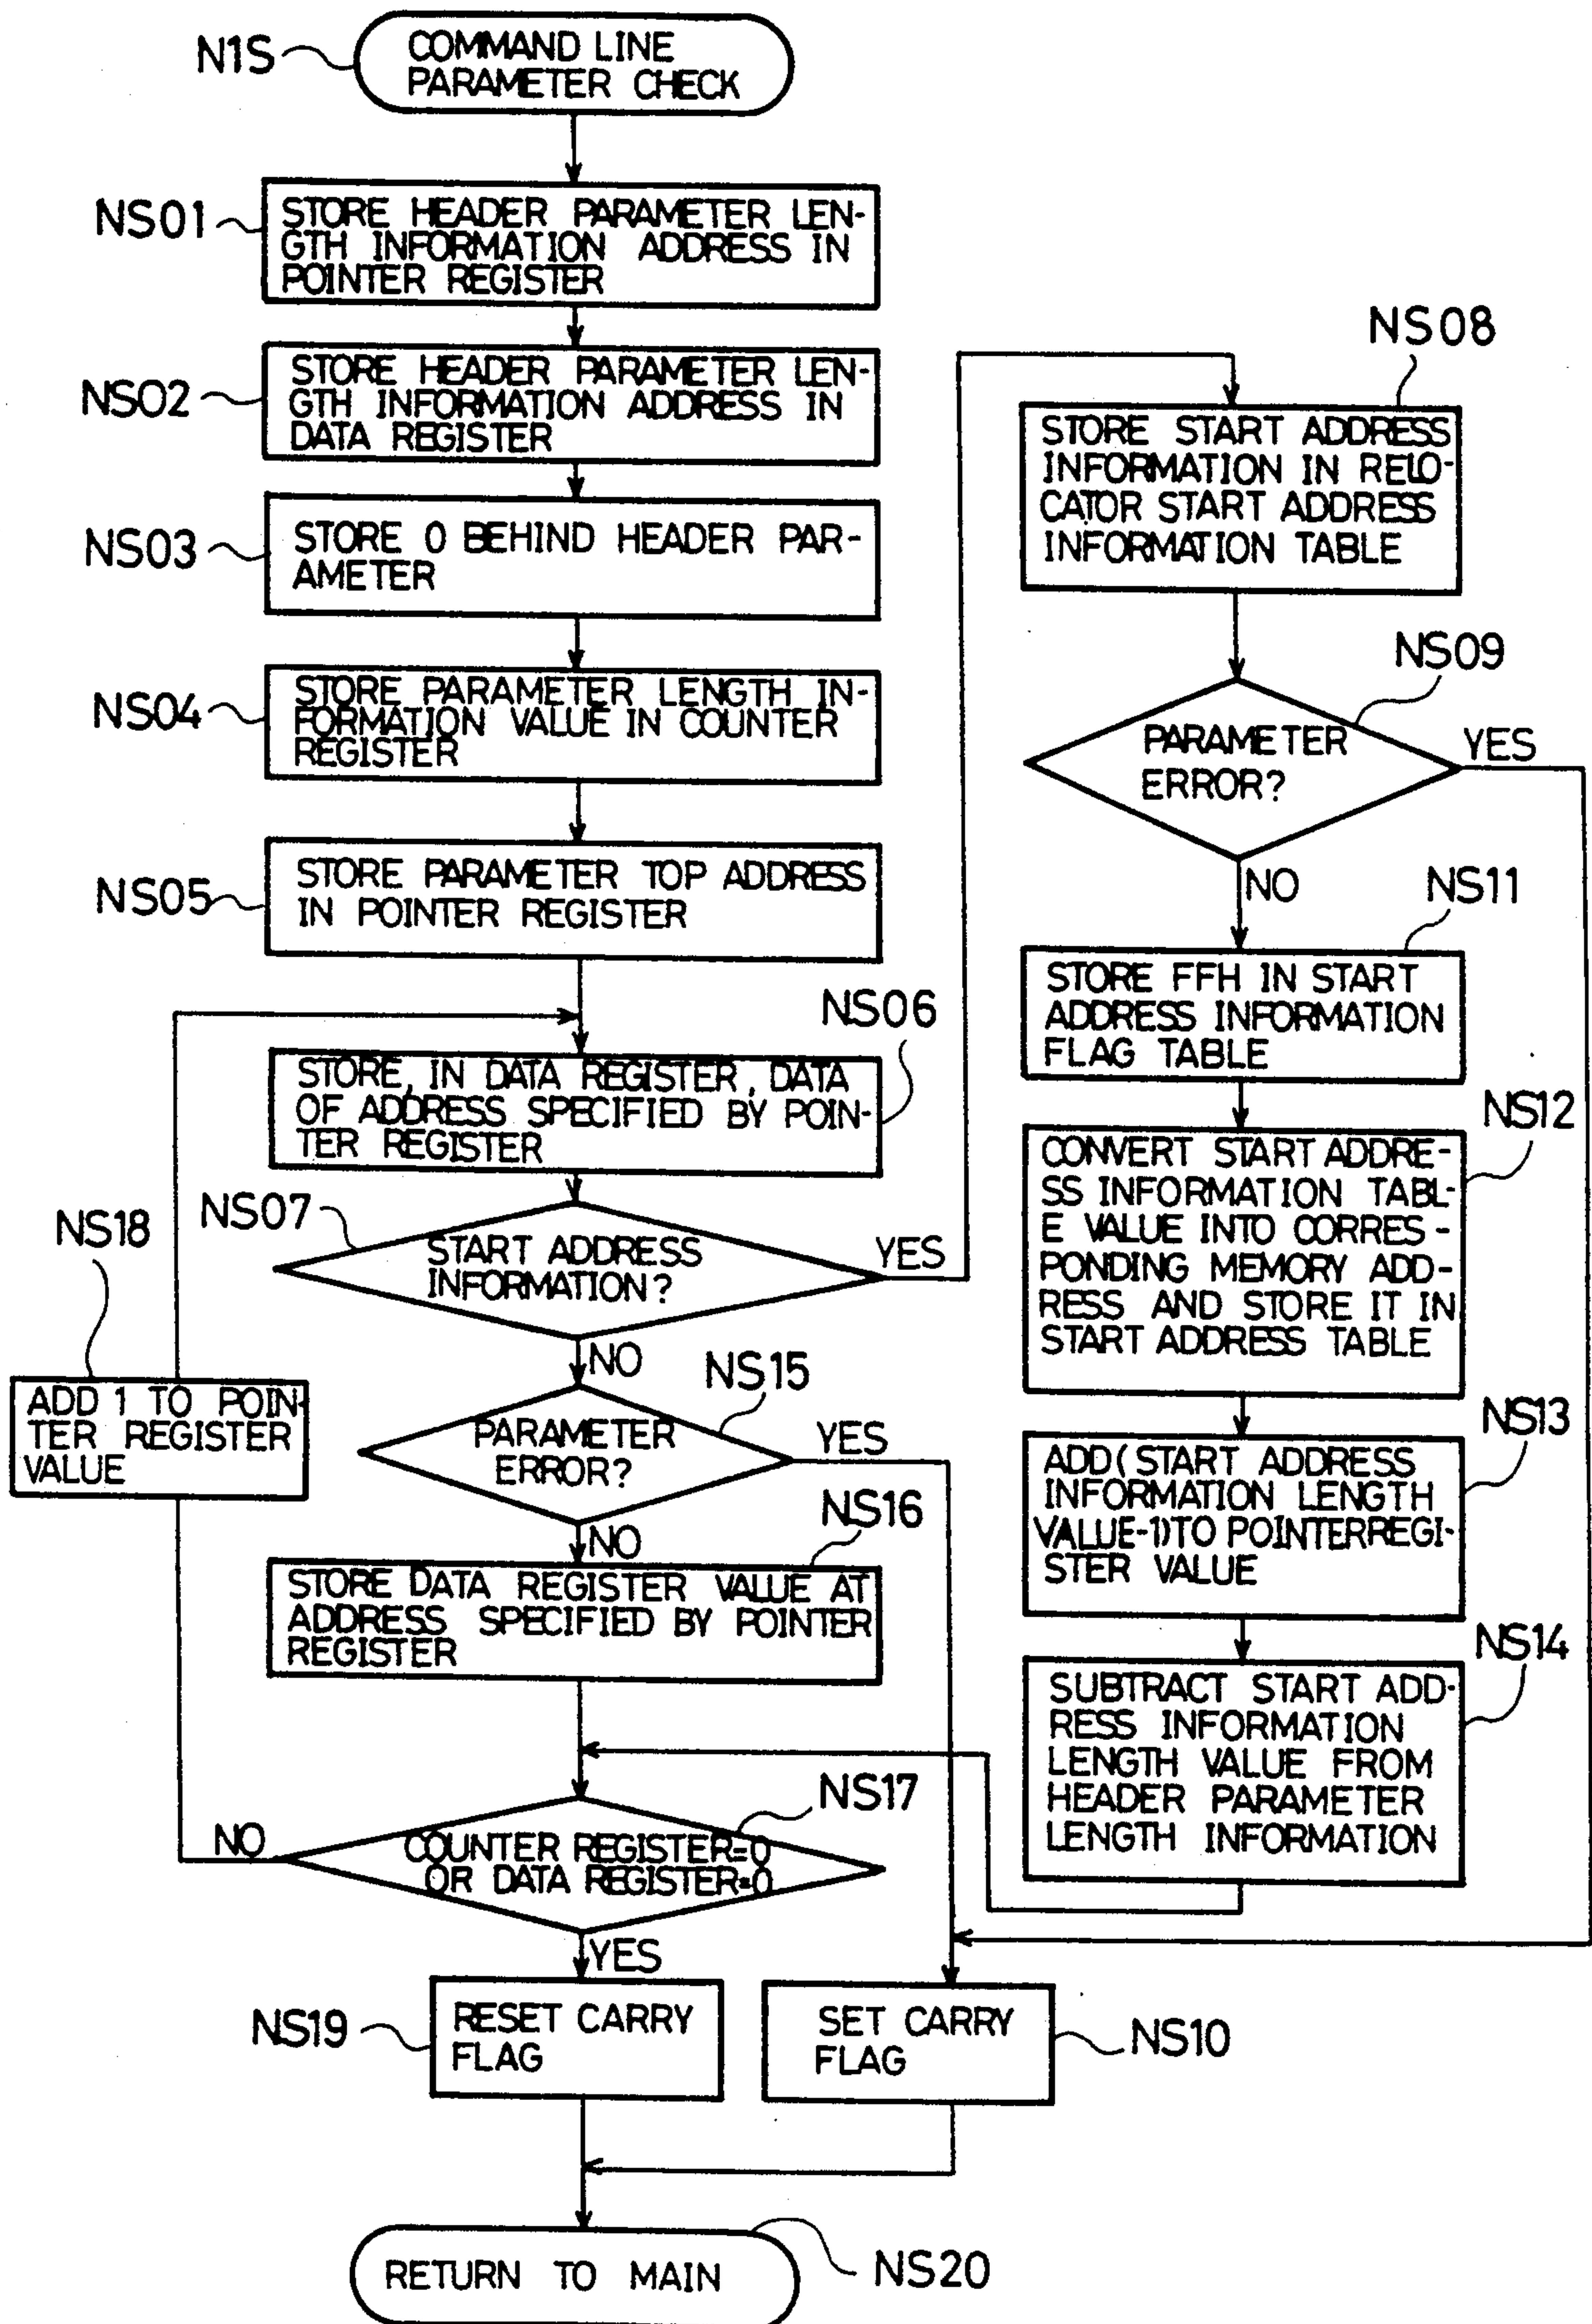 N1S
COMMAND LINE
PARAMETER CHECK
NS01
STORE HEADER PARAMETER LEN-
GTH INFORMATION ADDRESS IN
POINTER REGISTER
NS02
STORE HEADER PARAMETER LEN-
GTH INFORMATION ADDRESS IN
DATA REGISTER
NS03
STORE 0 BEHIND HEADER PAR-
AMETER
NS04
STORE PARAMETER LENGTH IN-
FORMATION VALUE IN COUNTER
REGISTER
NS05
STORE PARAMETER TOP ADDRESS
IN POINTER REGISTER
NS06
STORE, IN DATA REGISTER, DATA
OF ADDRESS SPECIFIED BY POIN-
TER REGISTER
NS07
START ADDRESS
INFORMATION?
YES
NO
NS18
ADD 1 TO POIN-
TER REGISTER
VALUE
NS15
PARAMETER
ERROR?
YES
NO
NS16
STORE DATA REGISTER VALUE AT
ADDRESS SPECIFIED BY POINTER
REGISTER
NS17
COUNTER REGISTER=0
OR DATA REGISTER=0
NO
YES
NS19
RESET CARRY
FLAG
SET CARRY
FLAG
NS10
RETURN TO MAIN
NS20
NS08
STORE START ADDRESS
INFORMATION IN RELO-
CATOR START ADDRESS
INFORMATION TABLE
NS09
PARAMETER
ERROR?
YES
NO
NS11
STORE FFH IN START
ADDRESS INFORMATION
FLAG TABLE
NS12
CONVERT START ADDRE-
SS INFORMATION TABL-
E VALUE INTO CORRES-
PONDING MEMORY ADD-
RESS AND STORE IT IN
START ADDRESS TABLE
NS13
ADD(START ADDRESS
INFORMATION LENGTH
VALUE-1)TO POINTERREGI-
STER VALUE
NS14
SUBTRACT START ADD-
RESS INFORMATION
LENGTH VALUE FROM
HEADER PARAMETER
LENGTH INFORMATION